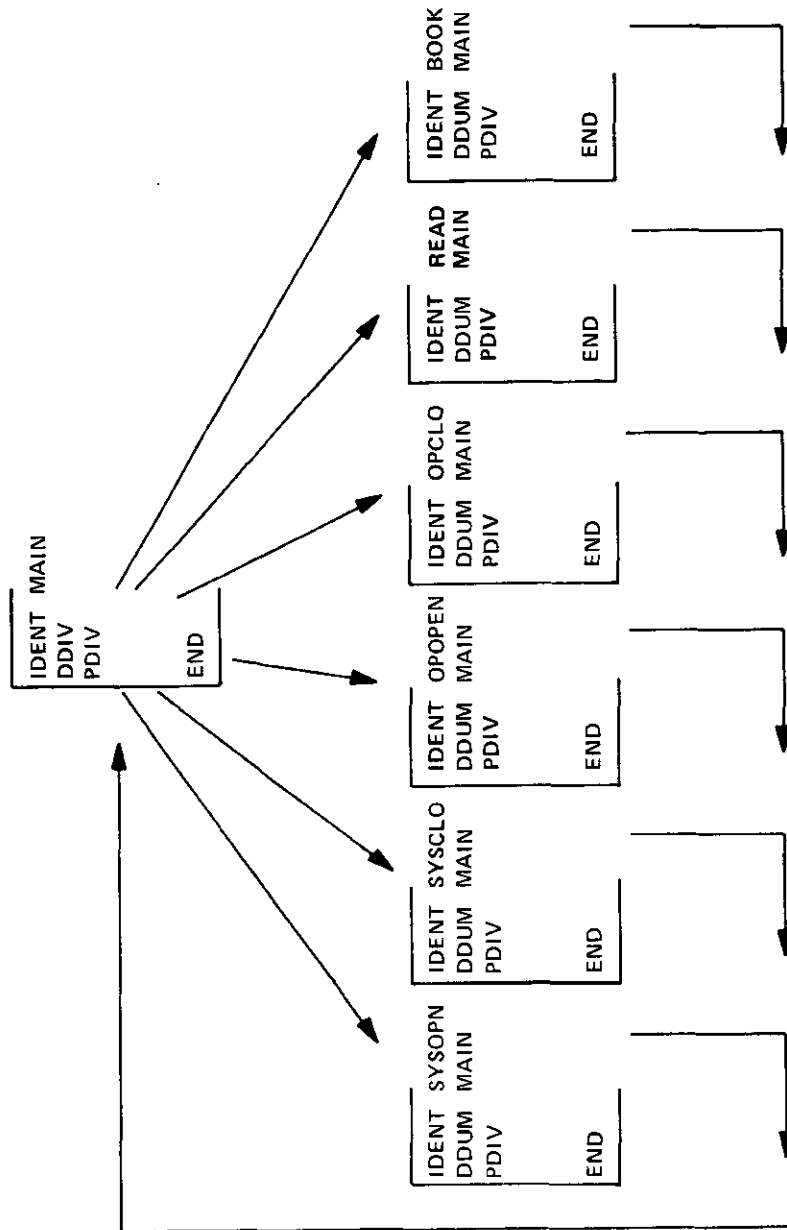 IDENT MAIN
DDIV
PDIV
END
IDENT SYSOPN
DDUM MAIN
PDIV
END
IDENT SYSCLO
DDUM MAIN
PDIV
END
IDENT OPOPEN
DDUM MAIN
PDIV
END
IDENT OPCLO
DDUM MAIN
PDIV
END
IDENT READ
DDUM MAIN
PDIV
END
IDENT BOOK
DDUM MAIN
PDIV
END